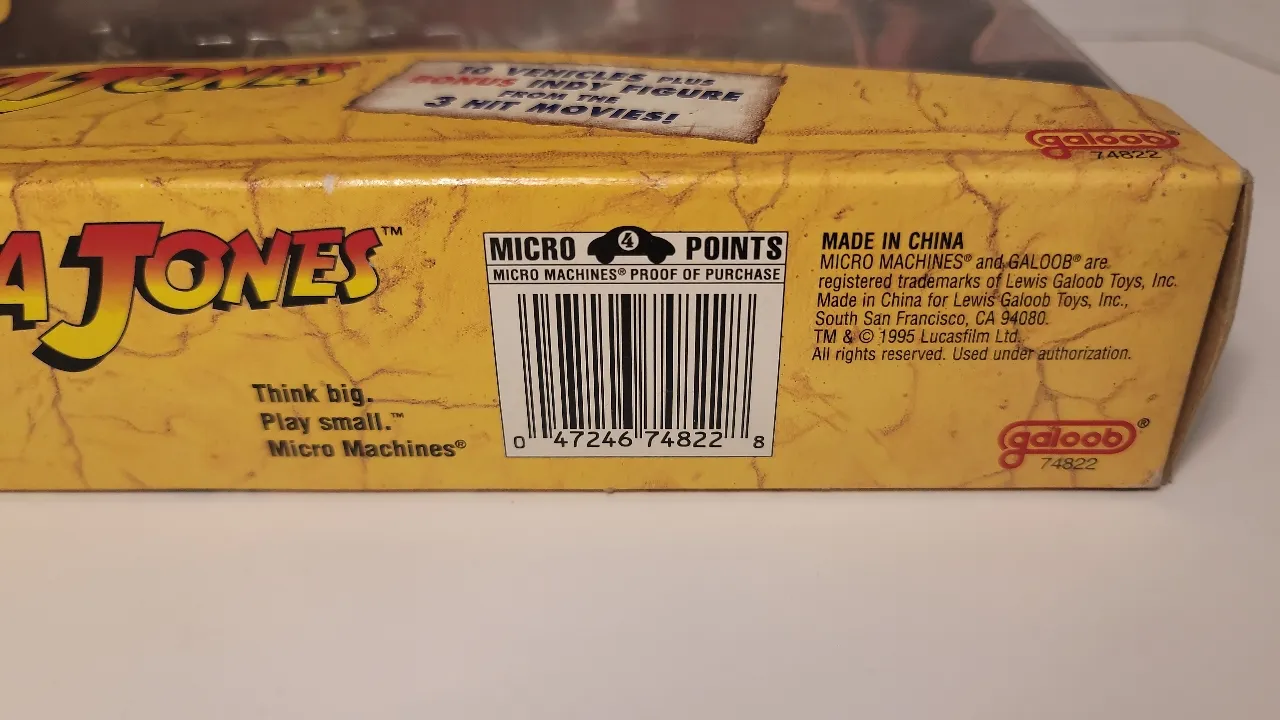 A JONES
10 VEHICLES PLUS
BONUS INDY FIGURE
FROM THE
3 HIT MOVIES!
galoob®
74822
A JONES™
Think big.
Play small.™
Micro Machines®
MICRO 4 POINTS
MICRO MACHINES® PROOF OF PURCHASE
0 47246 74822 8
MADE IN CHINA
MICRO MACHINES® and GALOOB® are
registered trademarks of Lewis Galoob Toys, Inc.
Made in China for Lewis Galoob Toys, Inc.,
South San Francisco, CA 94080.
TM & © 1995 Lucasfilm Ltd.
All rights reserved. Used under authorization.
galoob®
74822